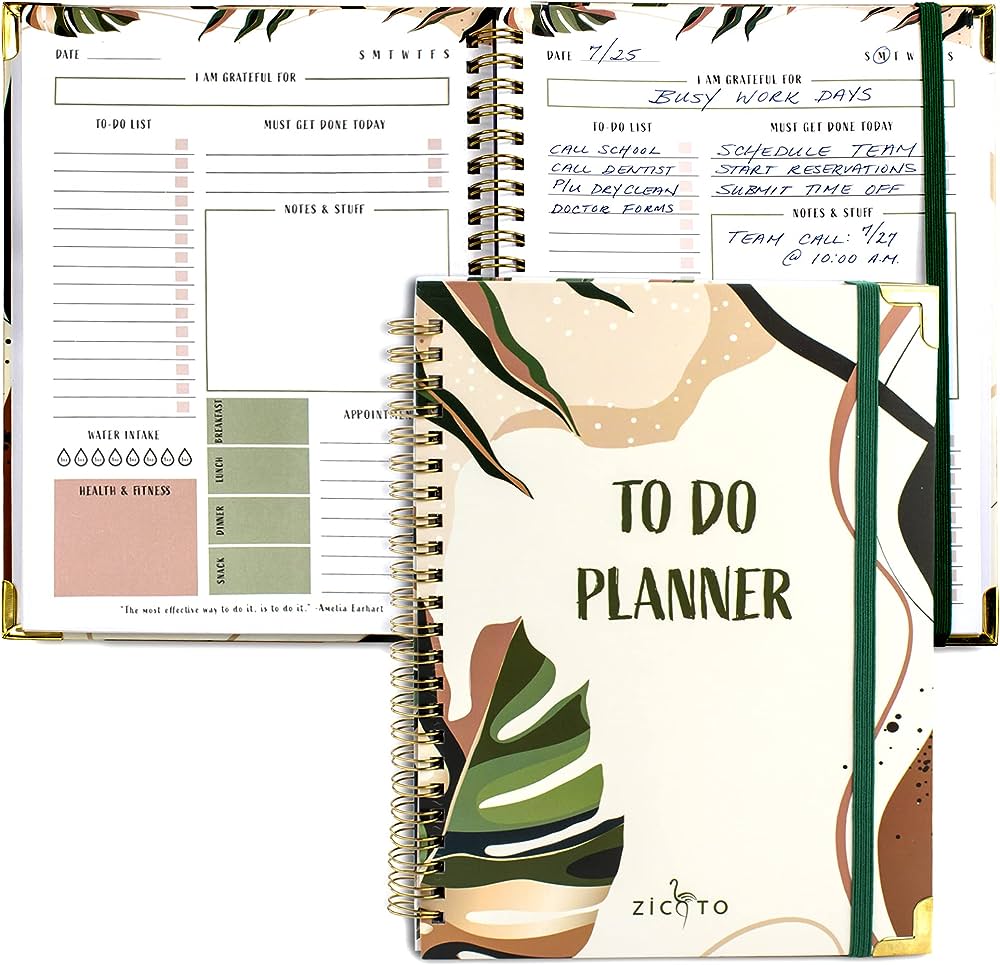 DATE S M T W T F S
I AM GRATEFUL FOR
TO-DO LIST
MUST GET DONE TODAY
NOTES & STUFF
WATER INTAKE
HEALTH & FITNESS
BREAKFAST
LUNCH
DINNER
SNACK
APPOINTMEN
"The most effective way to do it, is to do it." -Amelia Earhart
DATE 7/25 S M T W T F S
I AM GRATEFUL FOR
BUSY WORK DAYS
TO-DO LIST
CALL SCHOOL
CALL DENTIST
P/U DRYCLEAN
DOCTOR FORMS
MUST GET DONE TODAY
SCHEDULE TEAM
START RESERVATIONS
SUBMIT TIME OFF
NOTES & STUFF
TEAM CALL: 7/27
@ 10:00 A.M.
TO DO
PLANNER
ZICOTO